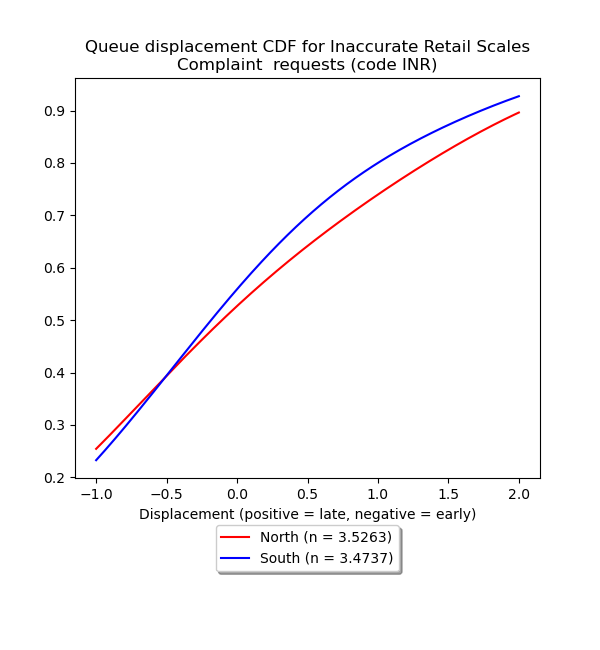 Queue displacement CDF for Inaccurate Retail Scales
Complaint  requests (code INR)
0.9
0.8
0.7
0.6
0.5
0.4
0.3
0.2
−1.0 −0.5 0.0 0.5 1.0 1.5 2.0
Displacement (positive = late, negative = early)
North (n = 3.5263)
South (n = 3.4737)